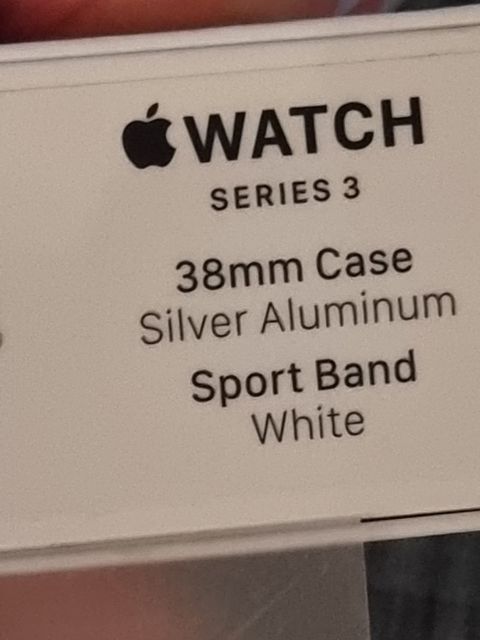 WATCH
SERIES 3
38mm Case
Silver Aluminum
Sport Band
White